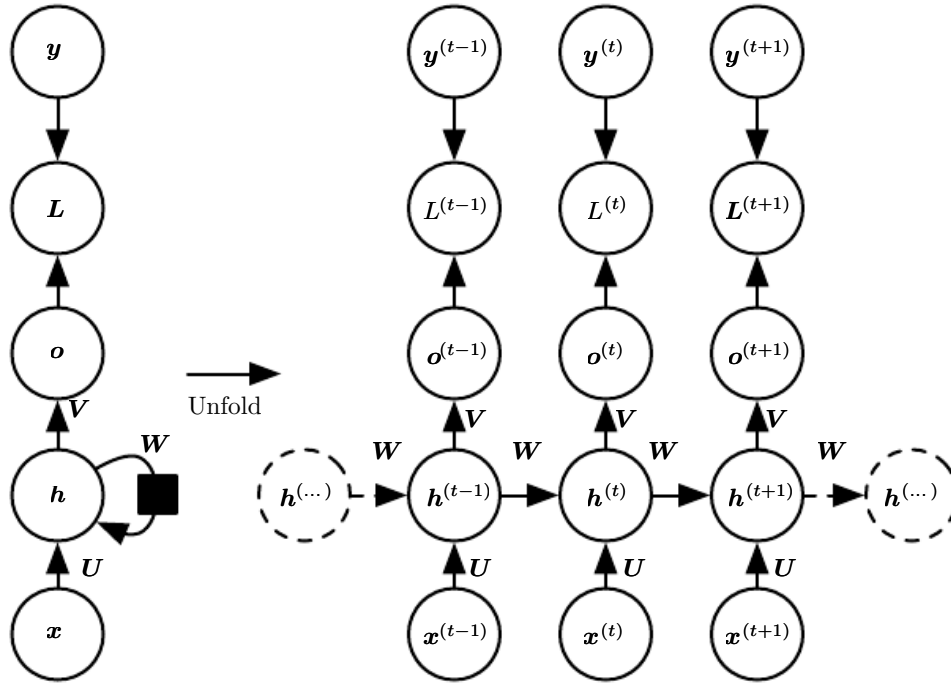 y y^(t−1) y^(t) y^(t+1)
L L^(t−1) L^(t) L^(t+1)
o o^(t−1) o^(t) o^(t+1)
Unfold
V V V V
W W W W W
h h^(...) h^(t−1) h^(t) h^(t+1) h^(...)
U U U U
x x^(t−1) x^(t) x^(t+1)